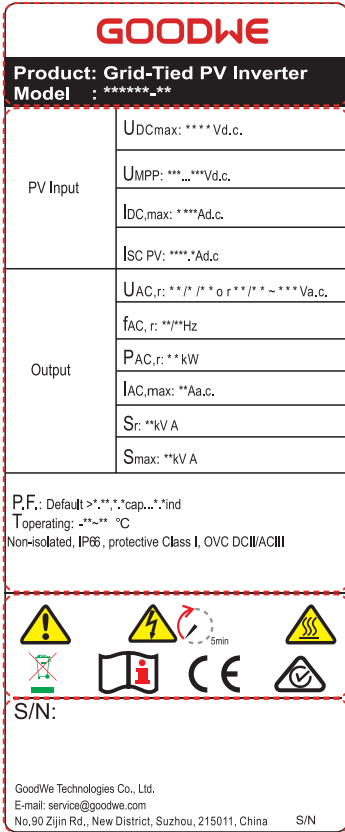 GOODWE
Product: Grid-Tied PV Inverter
Model : ******-**
PV Input
UDCmax: **** Vd.c.
UMPP: ***...***Vd.c.
IDC,max: ****Ad.c.
ISC PV: ****.*Ad.c
Output
UAC,r: **/*/** or **/** ~ *** Va.c.
fAC, r: **/**Hz
PAC,r: ** kW
IAC,max: **Aa.c.
Sr: **kV A
Smax: **kV A
P.F.: Default >*.**,*.*cap...*.*ind
Toperating: -**~** °C
Non-isolated, IP66 , protective Class I, OVC DCII/ACIII
5min
i CE
S/N:
GoodWe Technologies Co., Ltd.
E-mail: service@goodwe.com
No.90 Zijin Rd., New District, Suzhou, 215011, China S/N